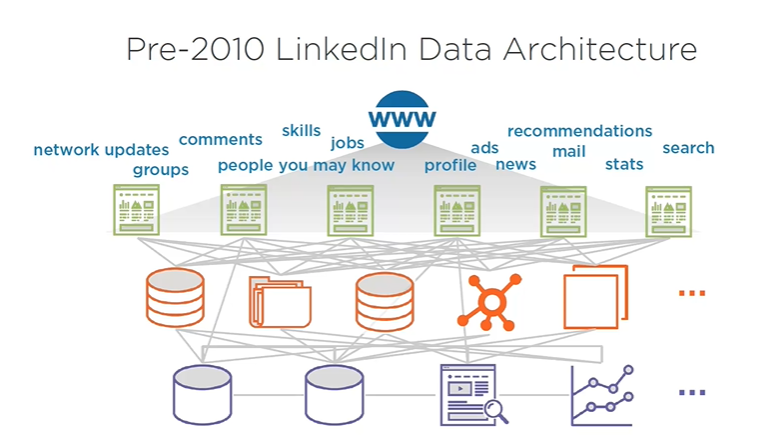 Pre-2010 LinkedIn Data Architecture
www
network updates
comments
skills
jobs
groups
people you may know
profile
ads
recommendations
news
mail
stats
search
...
...